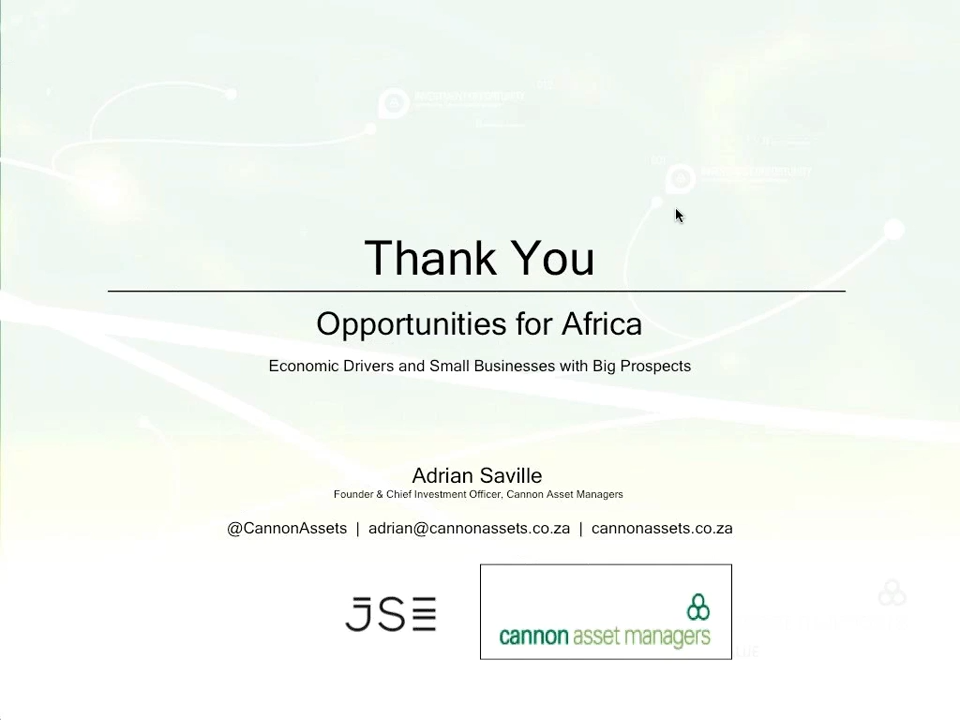 Thank You
Opportunities for Africa
Economic Drivers and Small Businesses with Big Prospects
Adrian Saville
Founder & Chief Investment Officer, Cannon Asset Managers
@CannonAssets | adrian@cannonassets.co.za | cannonassets.co.za
JSE
cannon asset managers